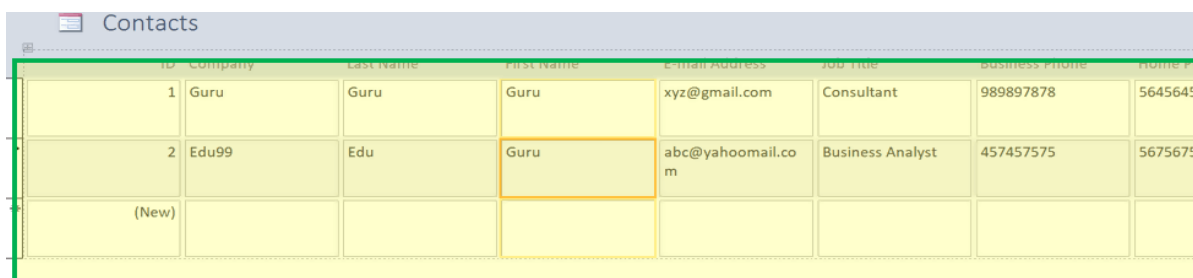 Contacts
ID Company Last Name First Name E-mail Address Job Title Business Phone Home P
1 Guru Guru Guru xyz@gmail.com Consultant 989897878 5645645
2 Edu99 Edu Guru abc@yahoomail.co Business Analyst 457457575 5675675
m
(New)